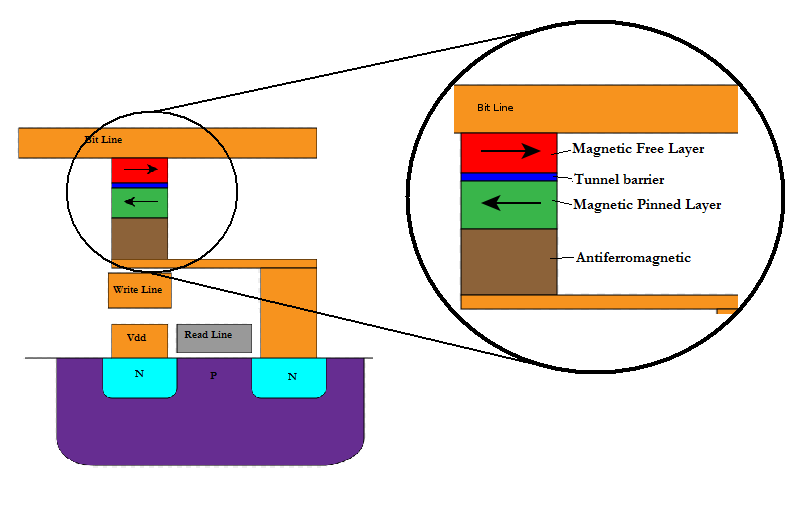 Bit Line
Write Line
Vdd
Read Line
N
P
N
Bit Line
Magnetic Free Layer
Tunnel barrier
Magnetic Pinned Layer
Antiferromagnetic